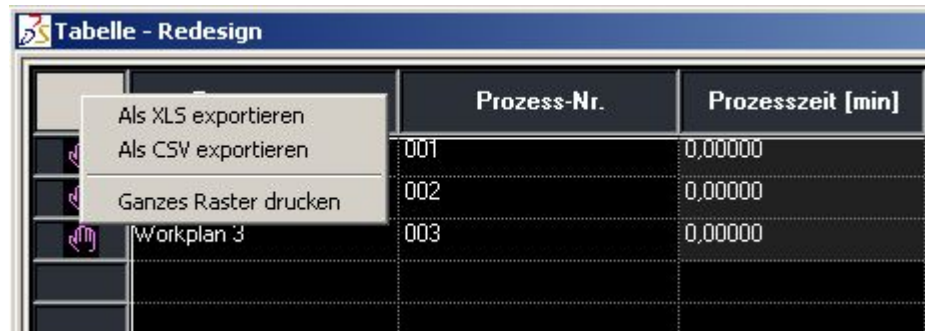 Tabelle - Redesign
Prozess-Nr.
Prozesszeit [min]
Als XLS exportieren
Als CSV exportieren
Ganzes Raster drucken
001
0,00000
002
0,00000
Workplan 3
003
0,00000